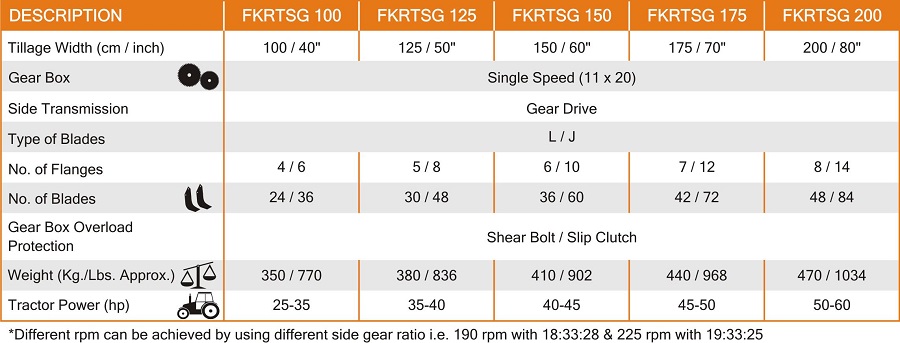 DESCRIPTION FKRTSG 100 FKRTSG 125 FKRTSG 150 FKRTSG 175 FKRTSG 200
Tillage Width (cm / inch) 100 / 40" 125 / 50" 150 / 60" 175 / 70" 200 / 80"
Gear Box Single Speed (11 x 20)
Side Transmission Gear Drive
Type of Blades L / J
No. of Flanges 4 / 6 5 / 8 6 / 10 7 / 12 8 / 14
No. of Blades 24 / 36 30 / 48 36 / 60 42 / 72 48 / 84
Gear Box Overload
Protection Shear Bolt / Slip Clutch
Weight (Kg./Lbs. Approx.) 350 / 770 380 / 836 410 / 902 440 / 968 470 / 1034
Tractor Power (hp) 25-35 35-40 40-45 45-50 50-60
*Different rpm can be achieved by using different side gear ratio i.e. 190 rpm with 18:33:28 & 225 rpm with 19:33:25